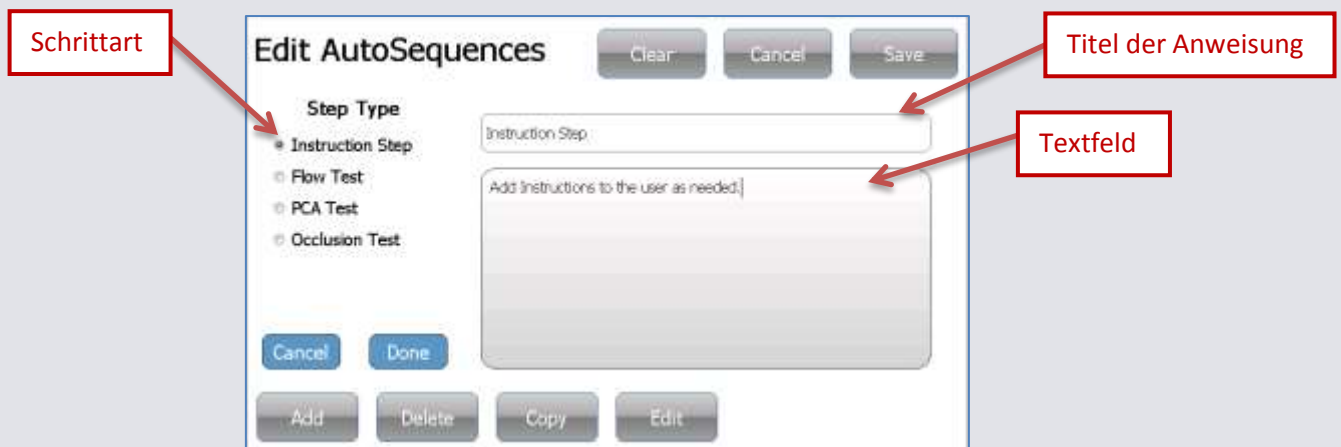 Schrittart
Edit AutoSequences
Clear
Cancel
Save
Titel der Anweisung
Step Type
Instruction Step
Flow Test
PCA Test
Occlusion Test
Instruction Step
Add Instructions to the user as needed.
Textfeld
Cancel
Done
Add
Delete
Copy
Edit